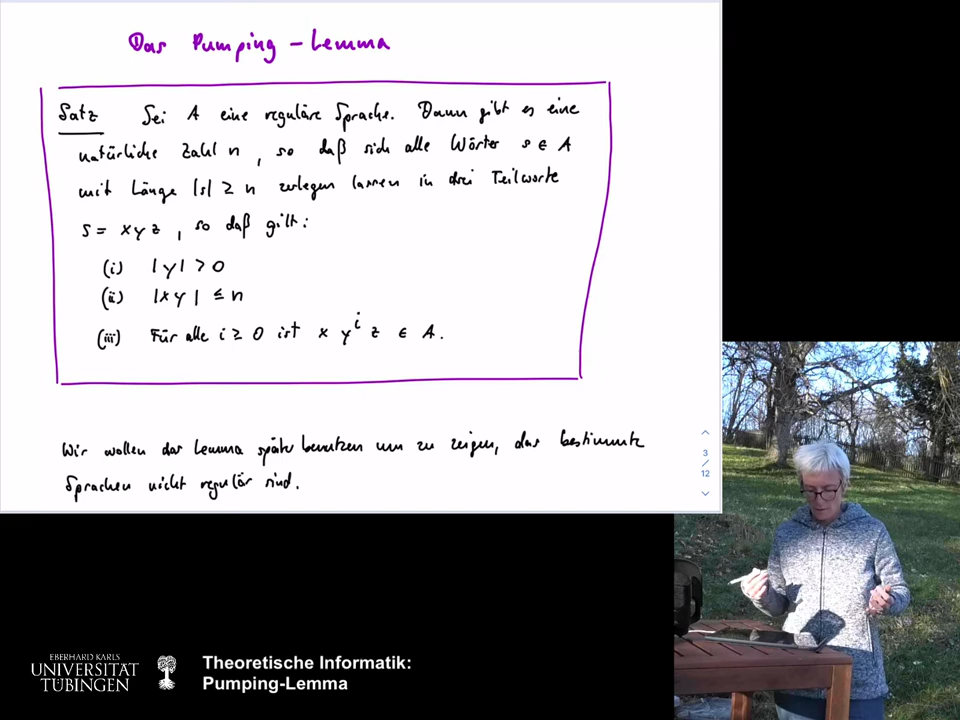 Das Pumping-Lemma
Satz Sei A eine reguläre Sprache. Dann gibt es eine
natürliche Zahl n, so daß sich alle Wörter s ∈ A
mit Länge |s| ≥ n zerlegen lassen in drei Teilworte
s = xyz, so daß gilt:
(i) |y| > 0
(ii) |xy| ≤ n
(iii) Für alle i ≥ 0 ist x y^i z ∈ A.
Wir wollen das Lemma später benutzen um zu zeigen, das bestimmte
Sprachen nicht regulär sind.
3
/
12
EBERHARD KARLS
UNIVERSITÄT
TÜBINGEN
Theoretische Informatik:
Pumping-Lemma